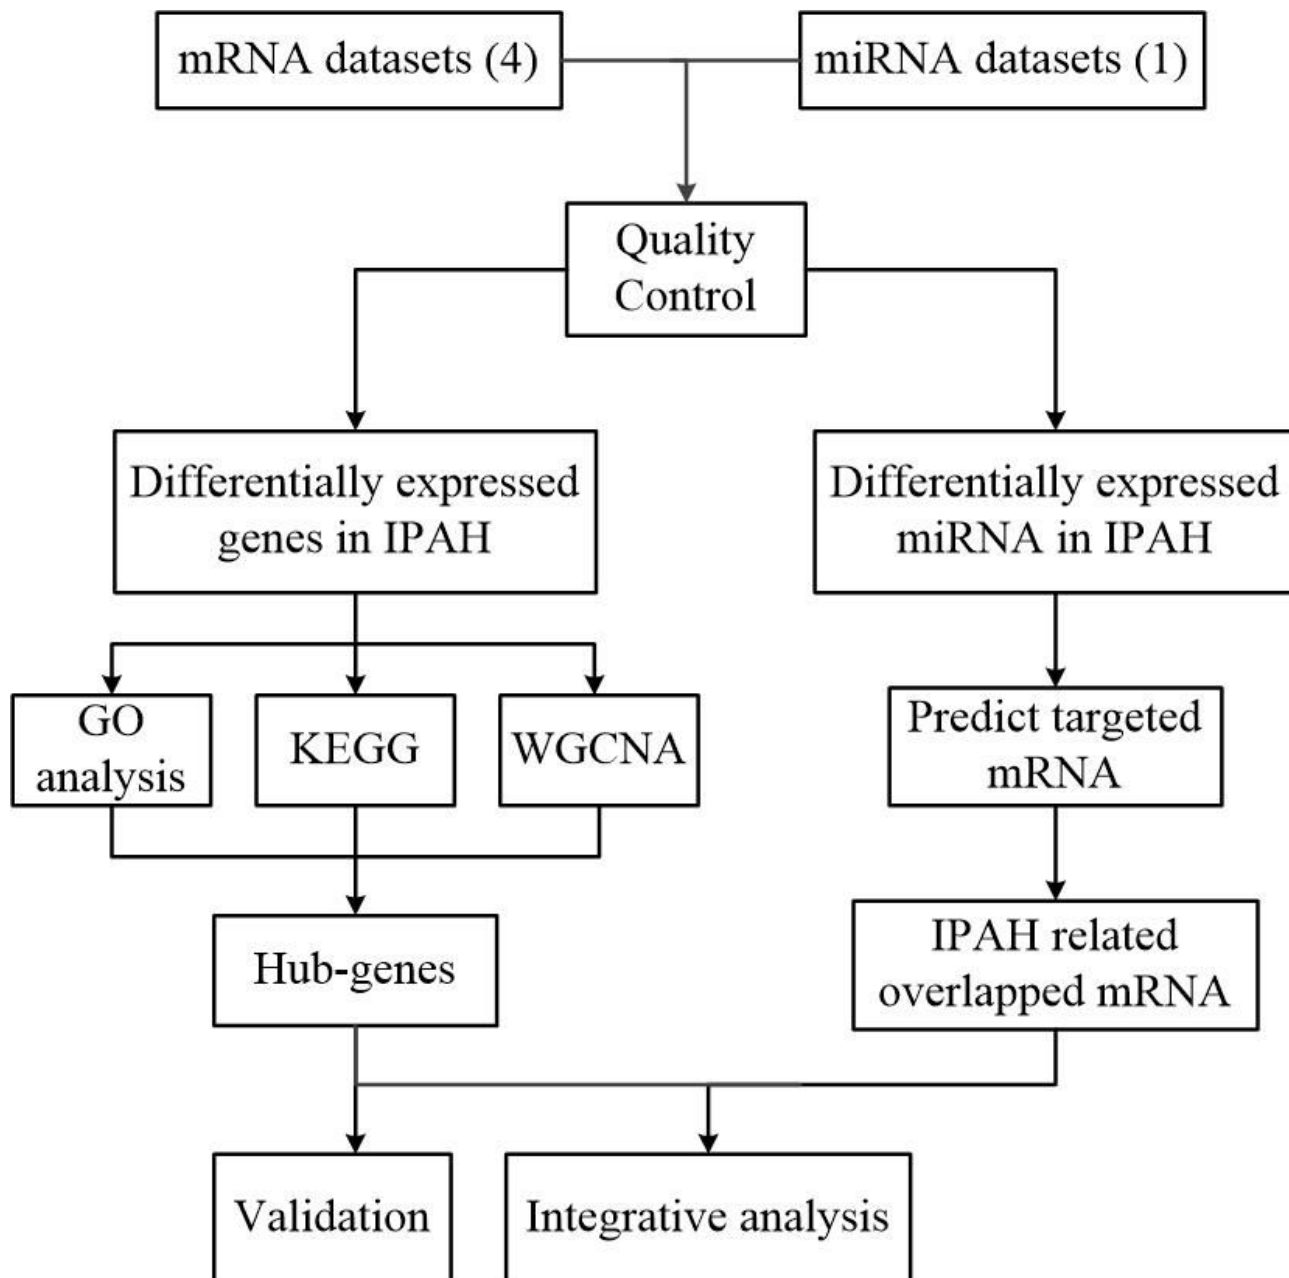 mRNA datasets (4)
miRNA datasets (1)
Quality
Control
Differentially expressed
genes in IPAH
Differentially expressed
miRNA in IPAH
GO
analysis
KEGG
WGCNA
Predict targeted
mRNA
Hub-genes
IPAH related
overlapped mRNA
Validation
Integrative analysis